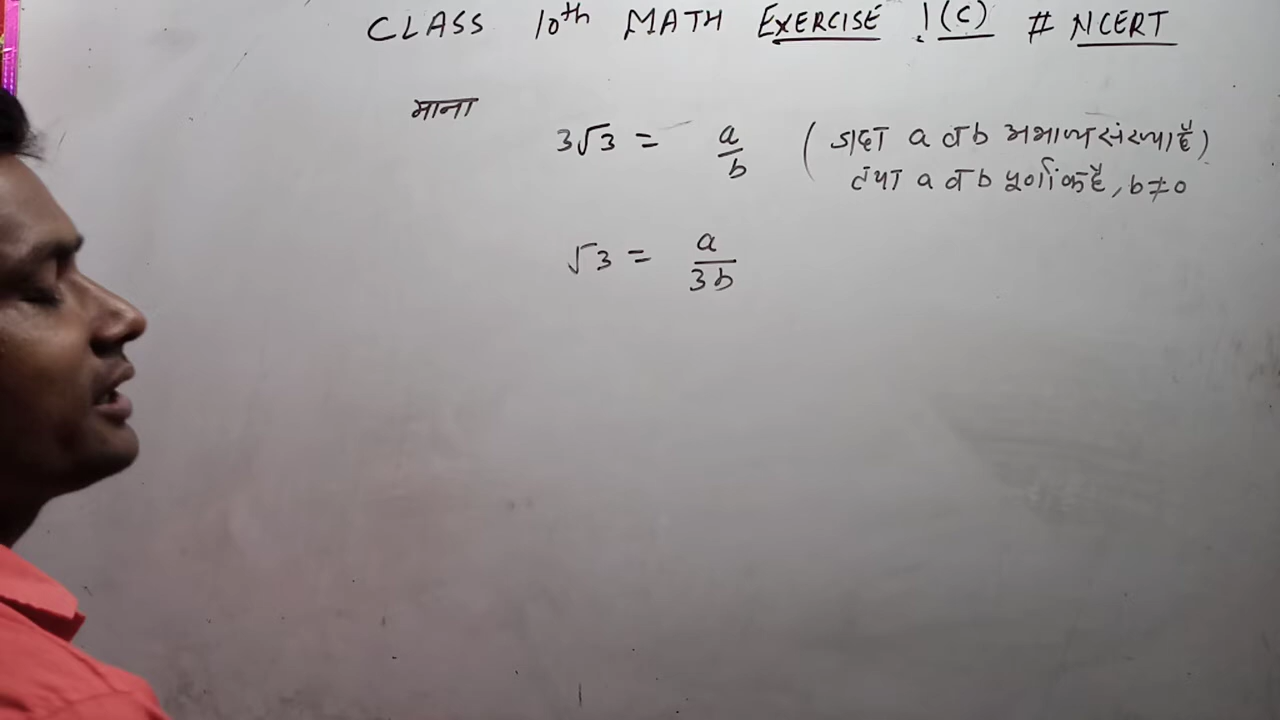 CLASS 10th MATH EXERCISE 1(C) # NCERT
माना
3√3 = a/b (जहाँ a व b अभाज्य संख्याएँ हैं)
तथा a व b पूर्णांक हैं, b ≠ 0
√3 = a/3b